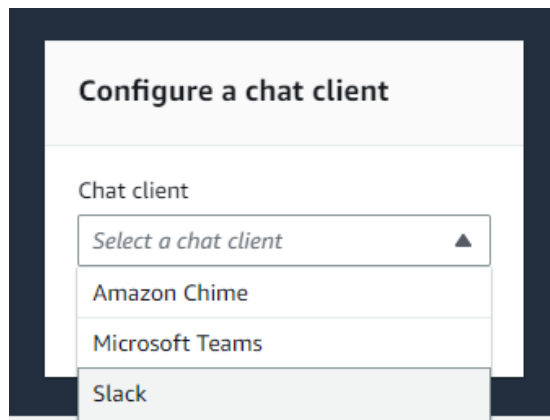 Configure a chat client
Chat client
Select a chat client
Amazon Chime
Microsoft Teams
Slack